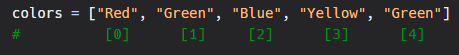 colors = ["Red", "Green", "Blue", "Yellow", "Green"]
#          [0]     [1]      [2]      [3]       [4]